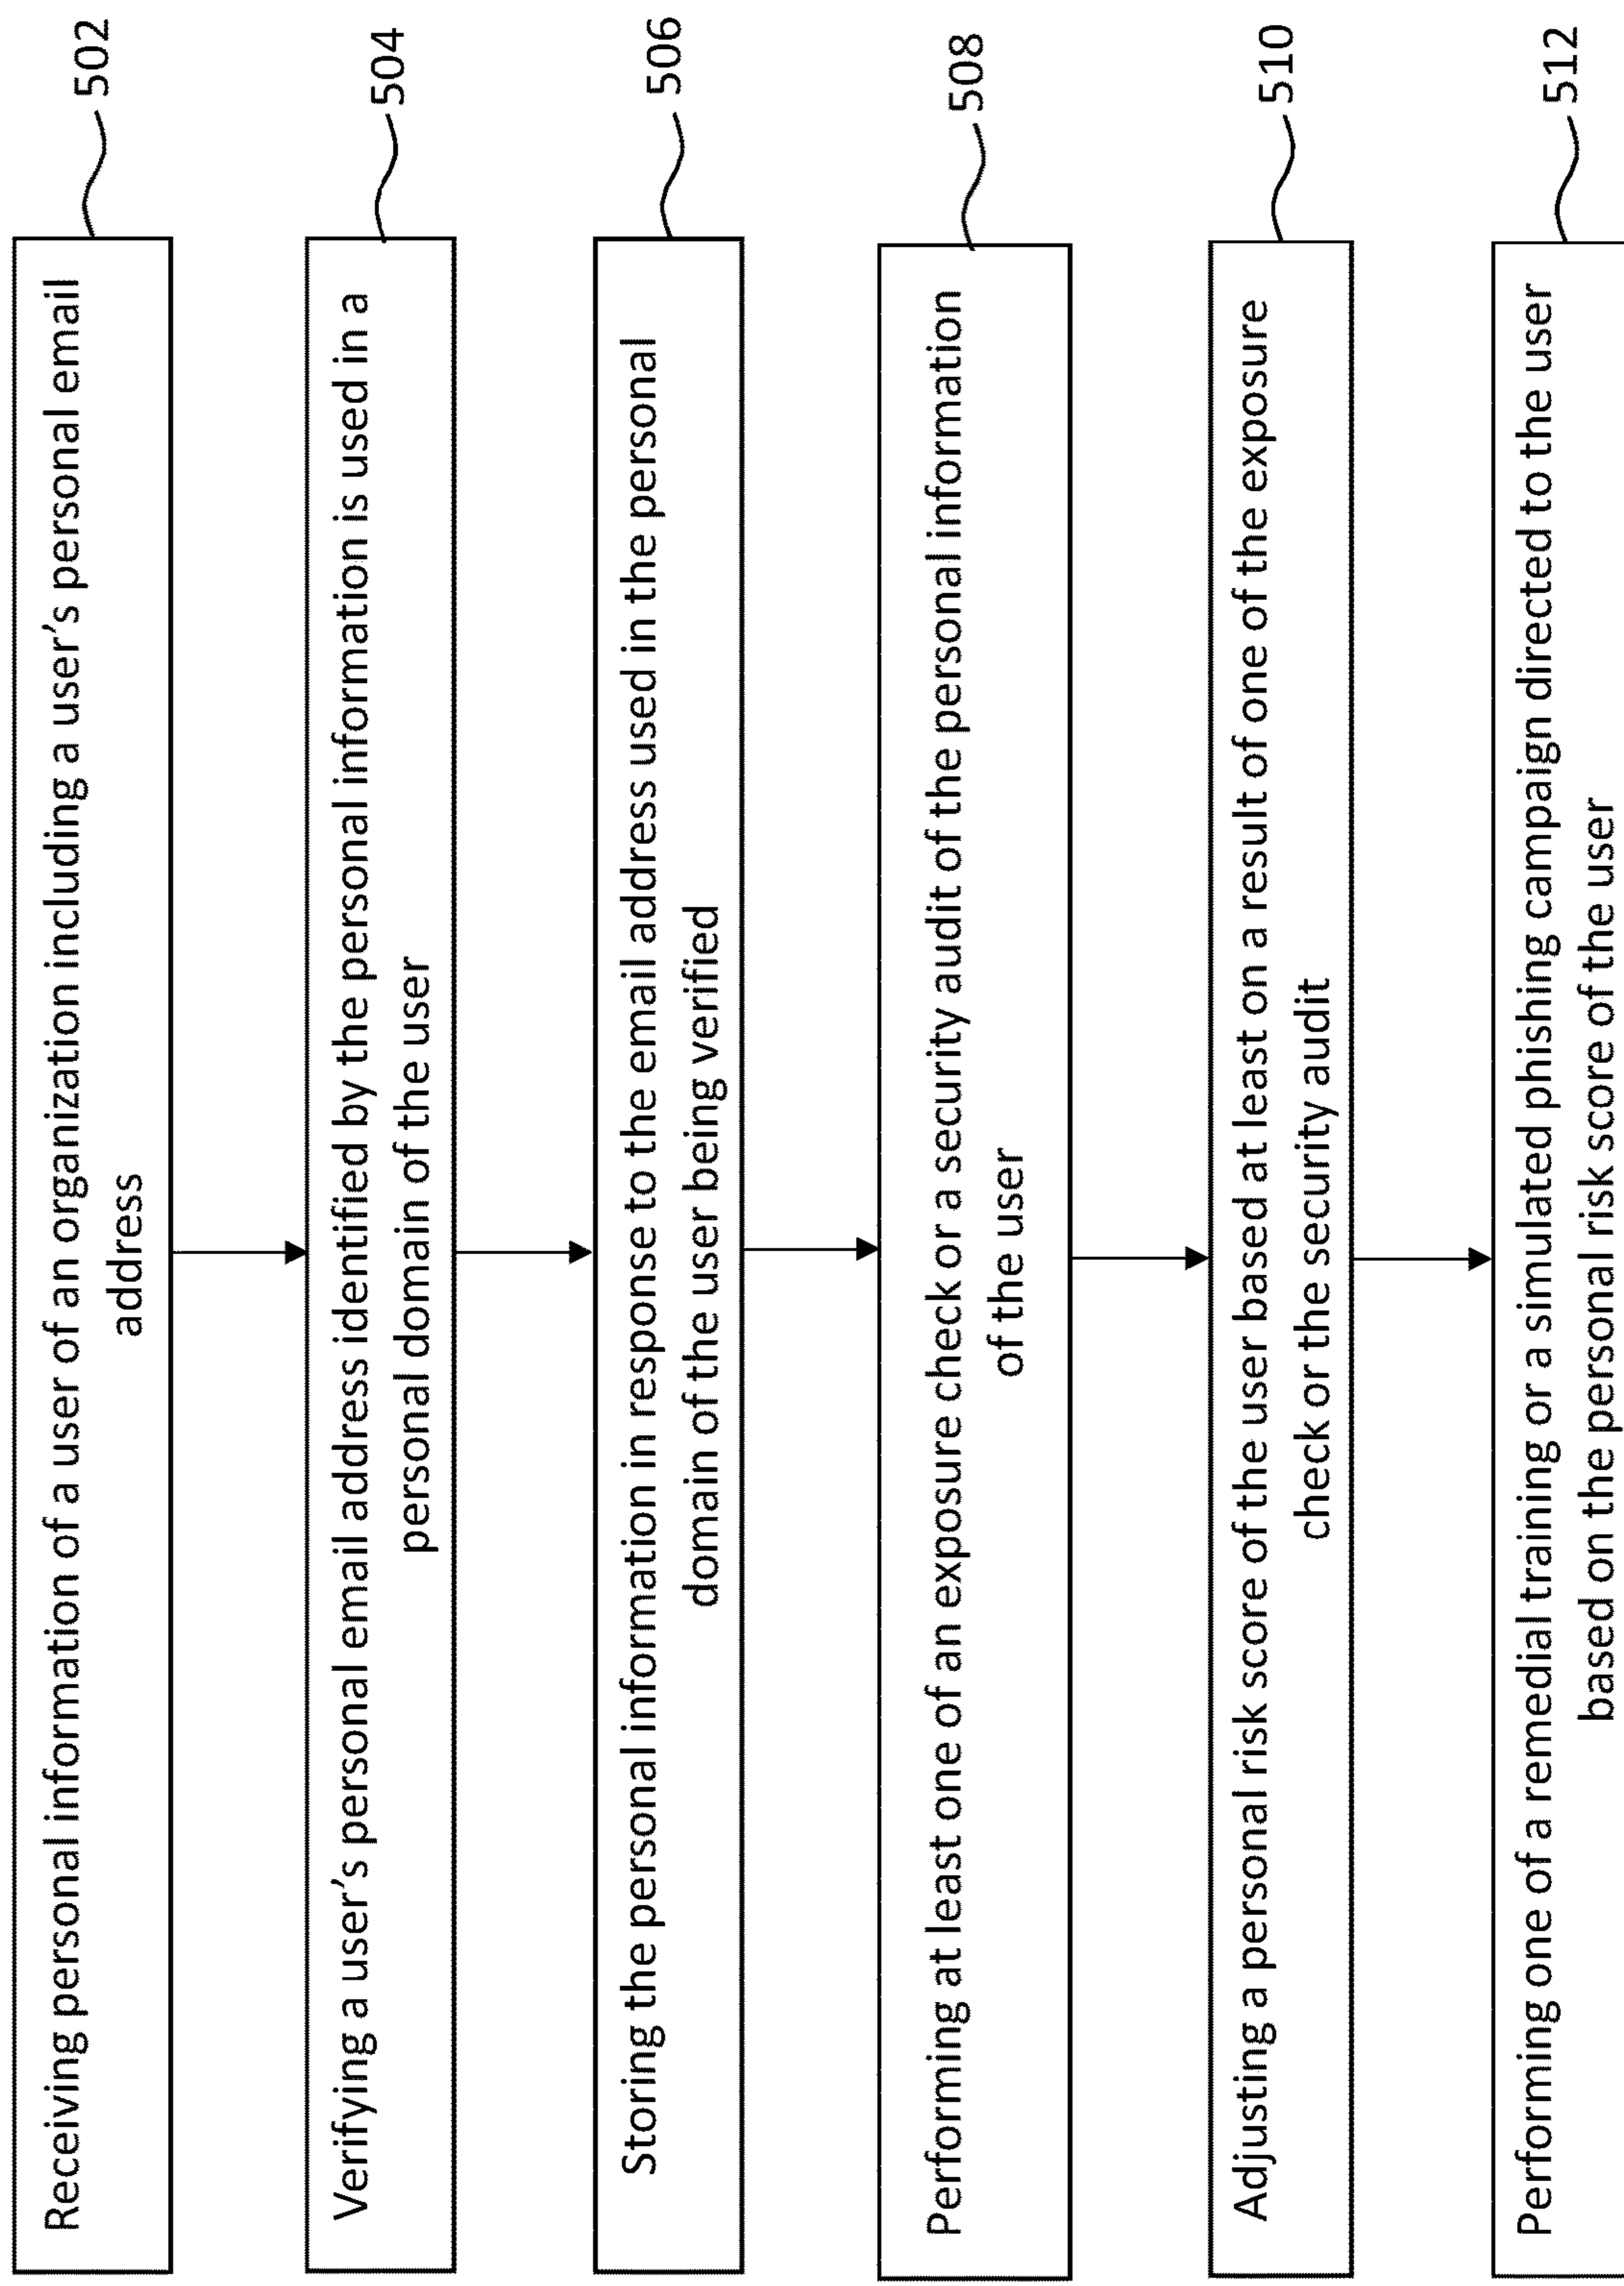 Receiving personal information of a user of an organization including a user's personal email
address
502
Verifying a user's personal email address identified by the personal information is used in a
personal domain of the user
504
Storing the personal information in response to the email address used in the personal
domain of the user being verified
506
Performing at least one of an exposure check or a security audit of the personal information
of the user
508
Adjusting a personal risk score of the user based at least on a result of one of the exposure
check or the security audit
510
Performing one of a remedial training or a simulated phishing campaign directed to the user
based on the personal risk score of the user
512